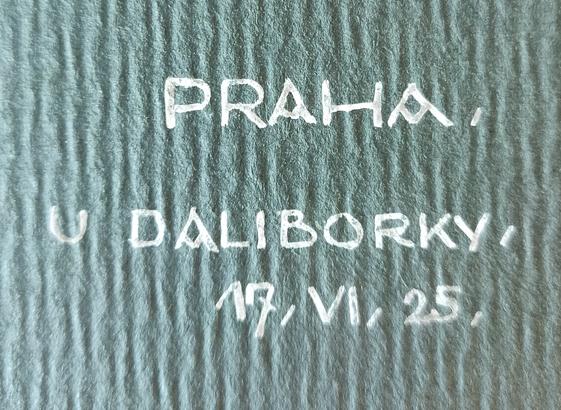 PRAHA,
U DALIBORKY,
17, VI, 25,